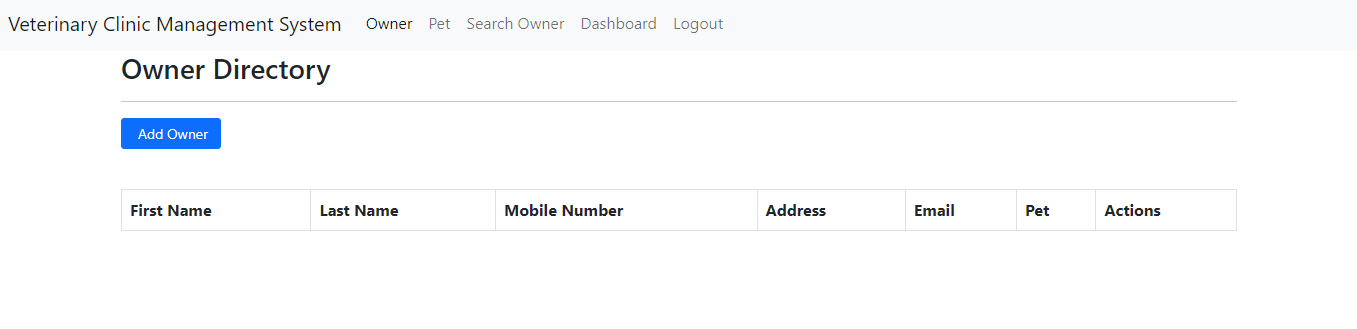 Veterinary Clinic Management System Owner Pet Search Owner Dashboard Logout
Owner Directory
Add Owner
First Name Last Name Mobile Number Address Email Pet Actions